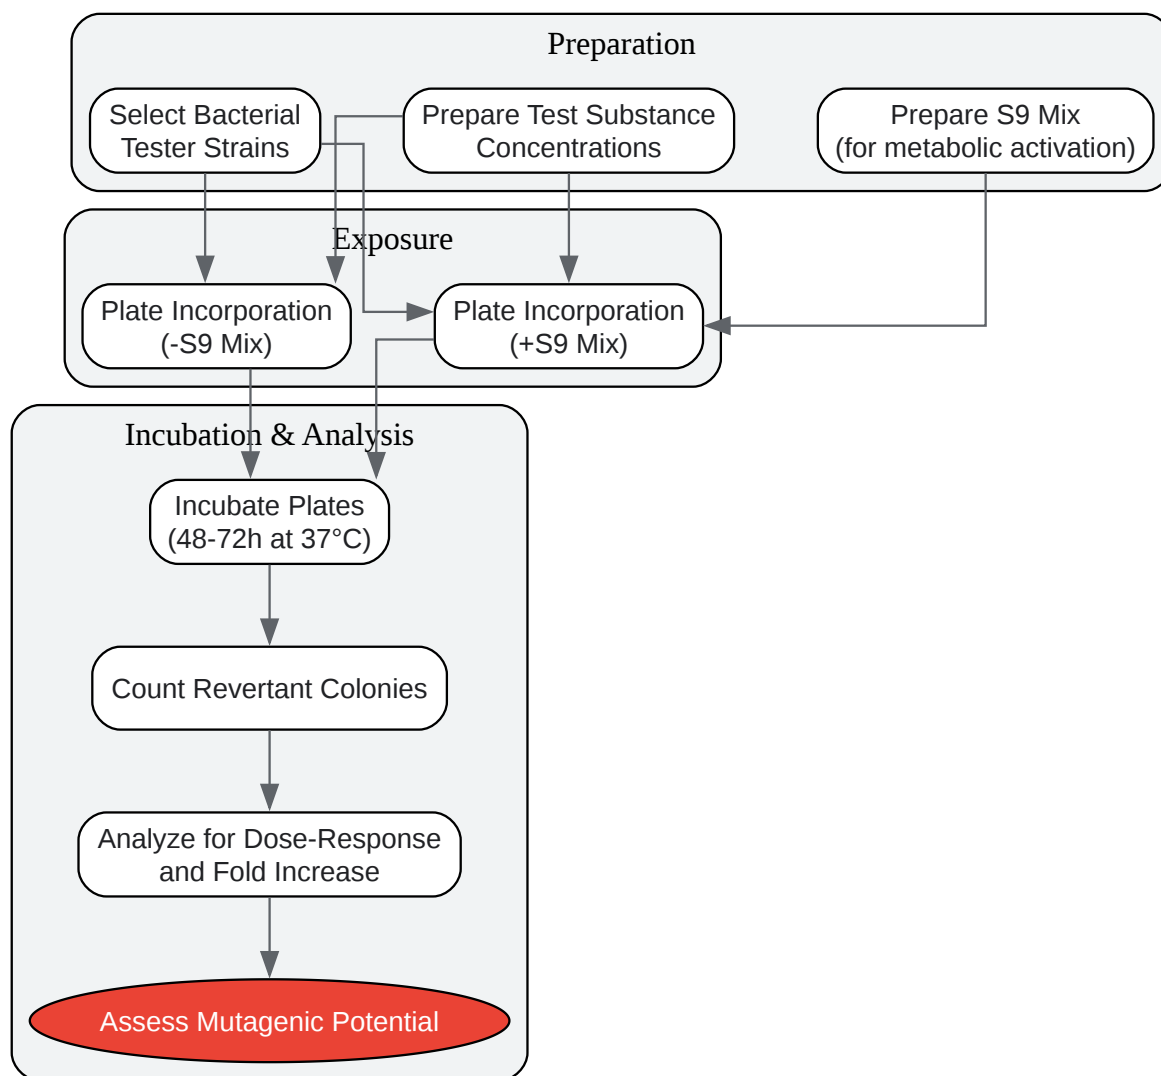 Preparation
Select Bacterial
Tester Strains
Prepare Test Substance
Concentrations
Prepare S9 Mix
(for metabolic activation)
Exposure
Plate Incorporation
(-S9 Mix)
Plate Incorporation
(+S9 Mix)
Incubation & Analysis
Incubate Plates
(48-72h at 37°C)
Count Revertant Colonies
Analyze for Dose-Response
and Fold Increase
Assess Mutagenic Potential